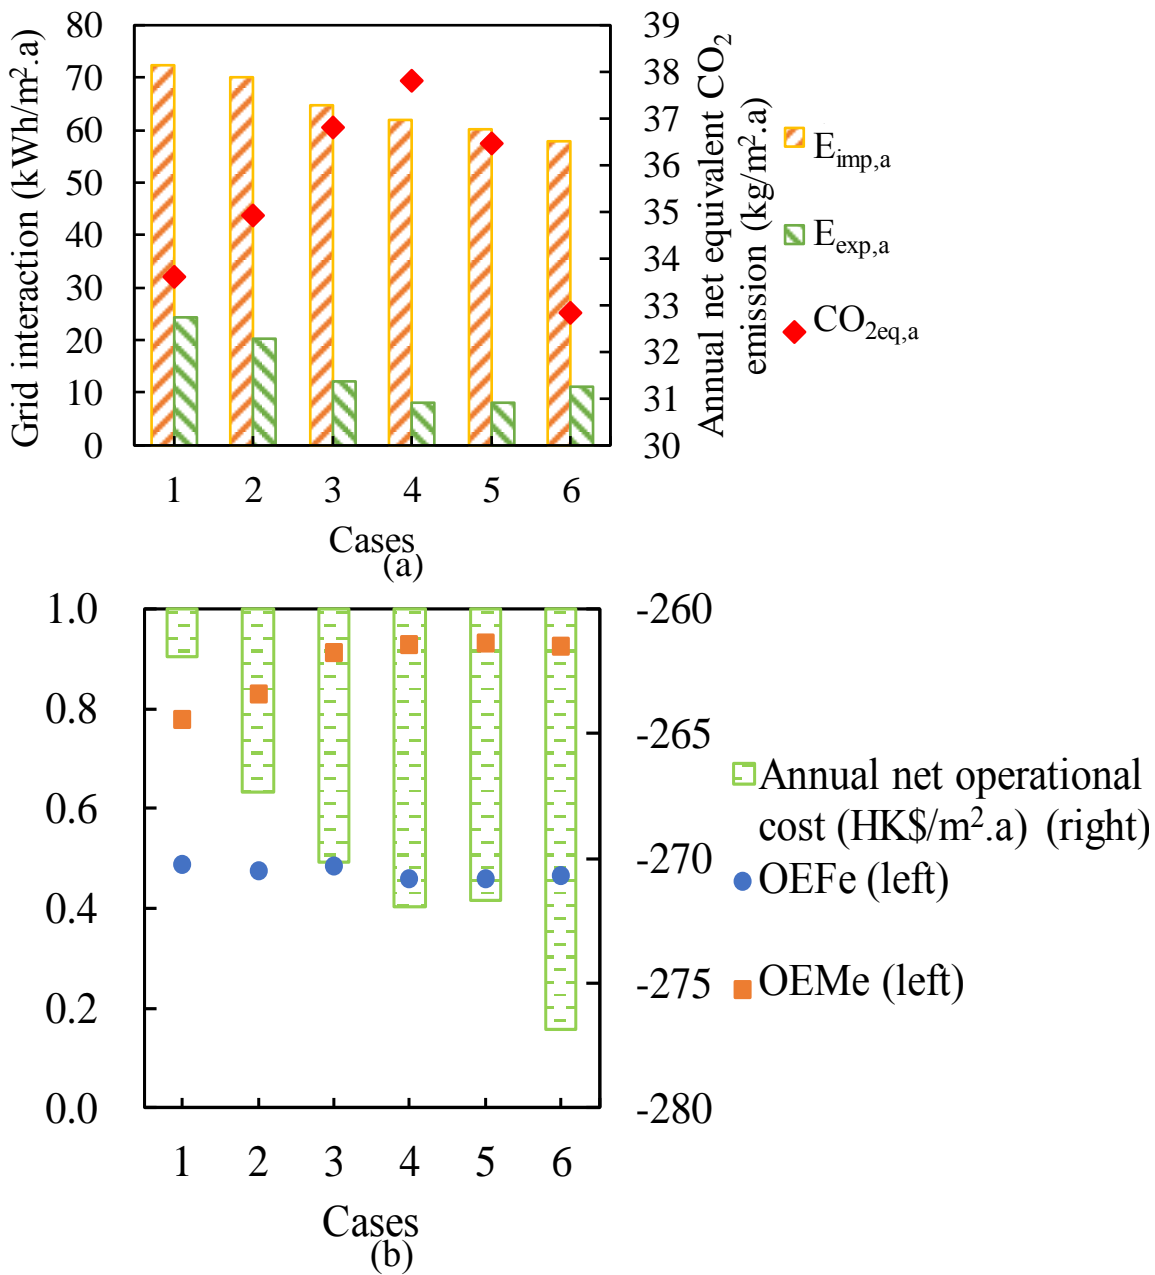 80
70
60
50
40
30
20
10
0
Grid interaction (kWh/m².a)
39
38
37
36
35
34
33
32
31
30
Annual net equivalent CO₂
emission (kg/m².a)
E_imp,a
E_exp,a
CO_2eq,a
1 2 3 4 5 6
Cases
(a)
1.0
0.8
0.6
0.4
0.2
0.0
-260
-265
-270
-275
-280
Annual net operational
cost (HK$/m².a) (right)
OEFe (left)
OEMe (left)
1 2 3 4 5 6
Cases
(b)